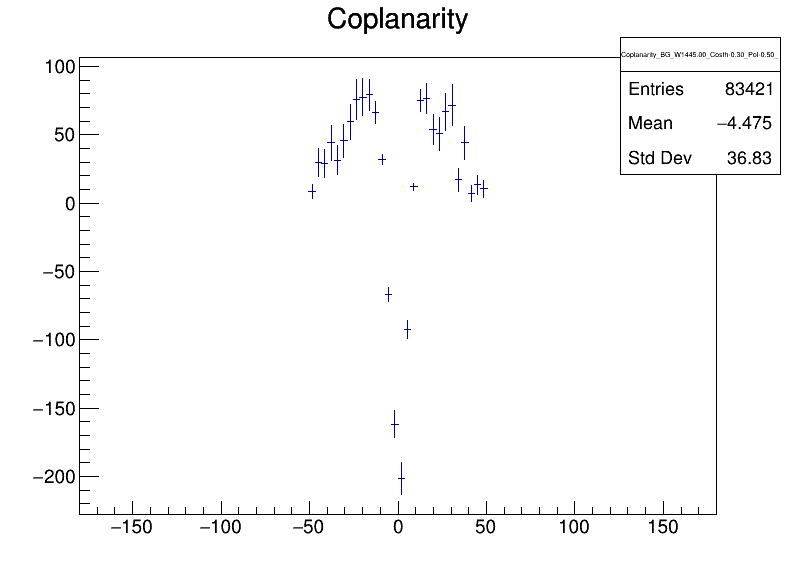 Coplanarity
Coplanarity_BG_W1445.00_Costh-0.30_Pol-0.50_
Entries 83421
Mean −4.475
Std Dev 36.83
100
50
0
−50
−100
−150
−200
−150 −100 −50 0 50 100 150